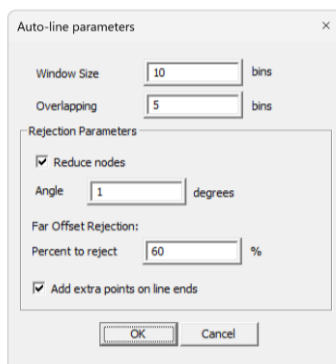 Auto-line parameters
Window Size 10 bins
Overlapping 5 bins
Rejection Parameters
Reduce nodes
Angle 1 degrees
Far Offset Rejection:
Percent to reject 60 %
Add extra points on line ends
OK Cancel